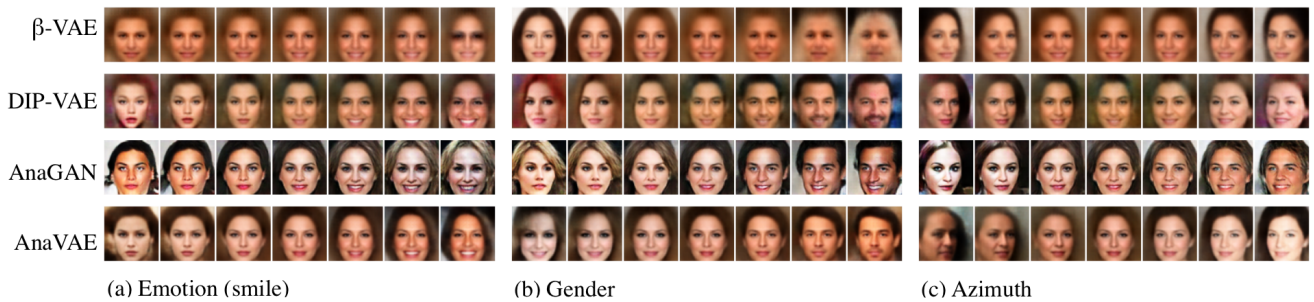 β-VAE
DIP-VAE
AnaGAN
AnaVAE
(a) Emotion (smile)
(b) Gender
(c) Azimuth